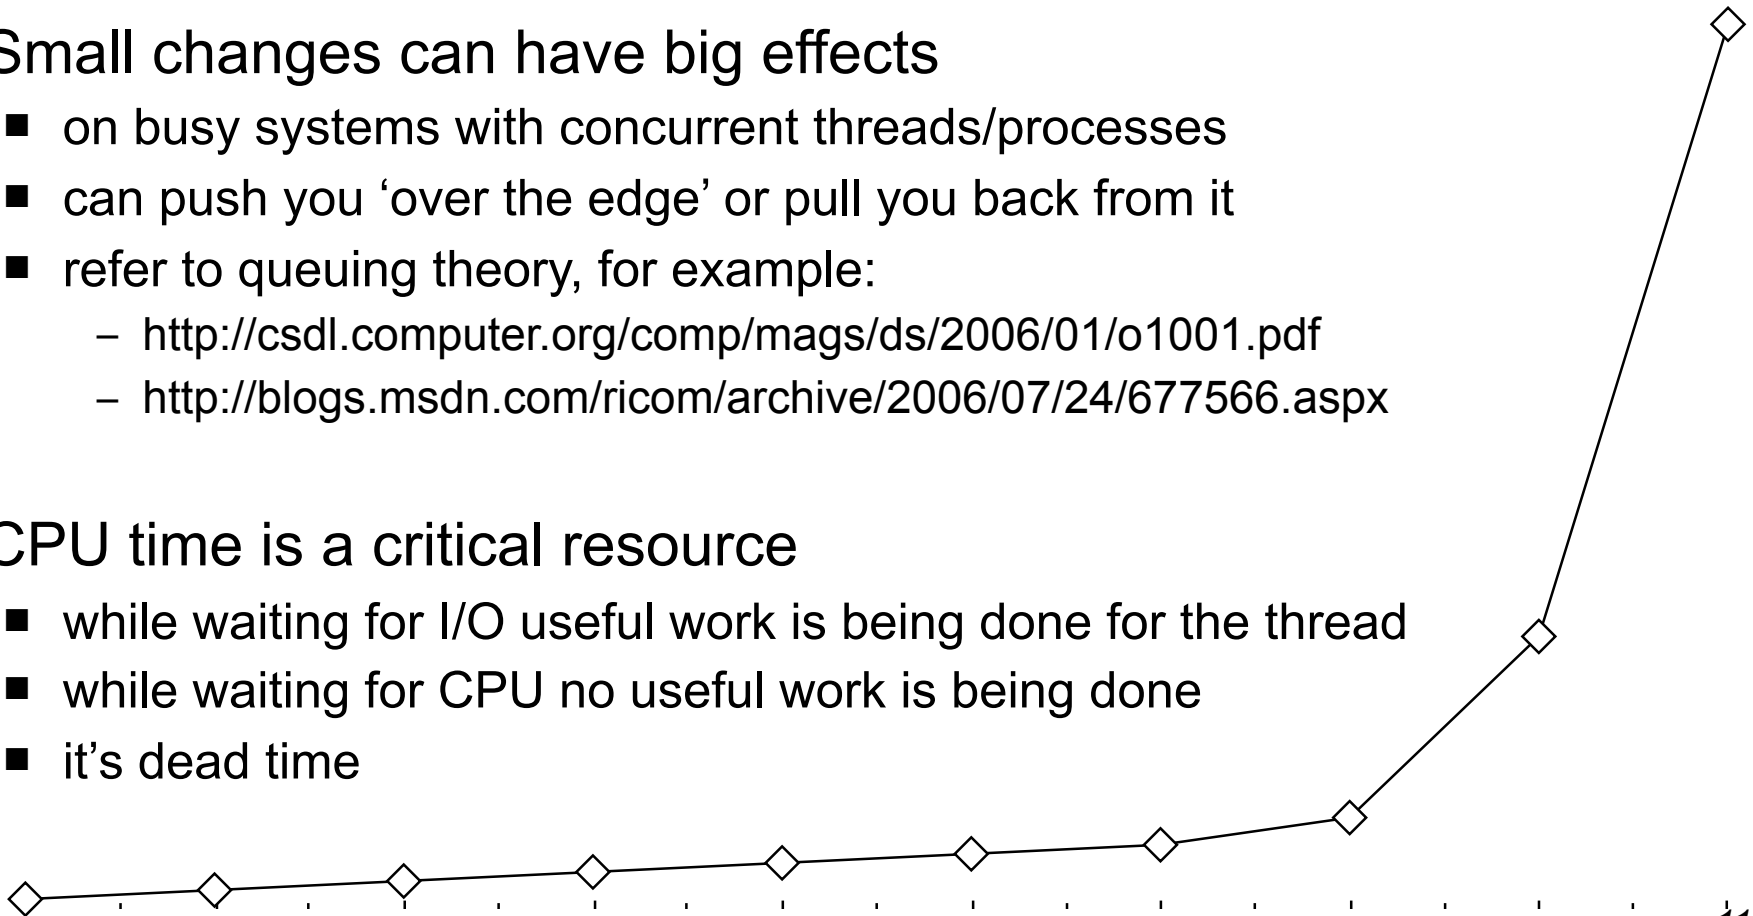 Small changes can have big effects
■ on busy systems with concurrent threads/processes
■ can push you ‘over the edge’ or pull you back from it
■ refer to queuing theory, for example:
– http://csdl.computer.org/comp/mags/ds/2006/01/o1001.pdf
– http://blogs.msdn.com/ricom/archive/2006/07/24/677566.aspx
CPU time is a critical resource
■ while waiting for I/O useful work is being done for the thread
■ while waiting for CPU no useful work is being done
■ it’s dead time